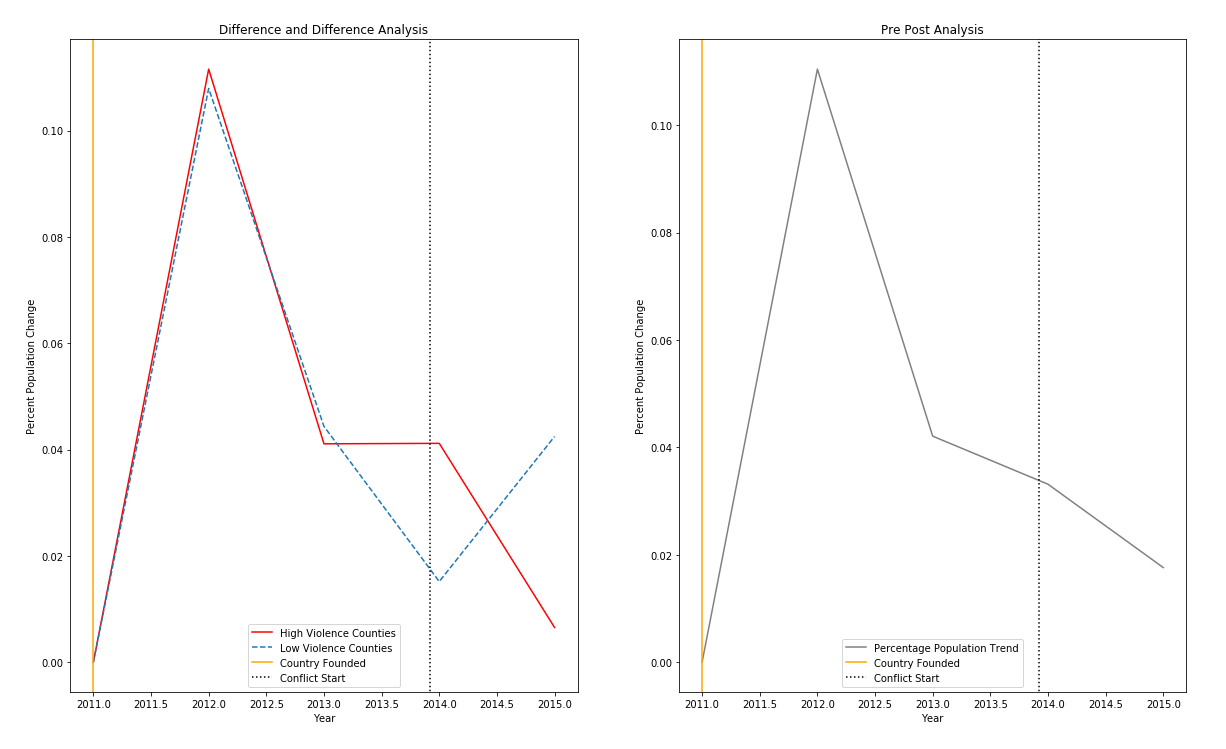 Difference and Difference Analysis
Percent Population Change
0.10
0.08
0.06
0.04
0.02
0.00
High Violence Counties
Low Violence Counties
Country Founded
Conflict Start
2011.0 2011.5 2012.0 2012.5 2013.0 2013.5 2014.0 2014.5 2015.0
Year
Pre Post Analysis
Percent Population Change
0.10
0.08
0.06
0.04
0.02
0.00
Percentage Population Trend
Country Founded
Conflict Start
2011.0 2011.5 2012.0 2012.5 2013.0 2013.5 2014.0 2014.5 2015.0
Year